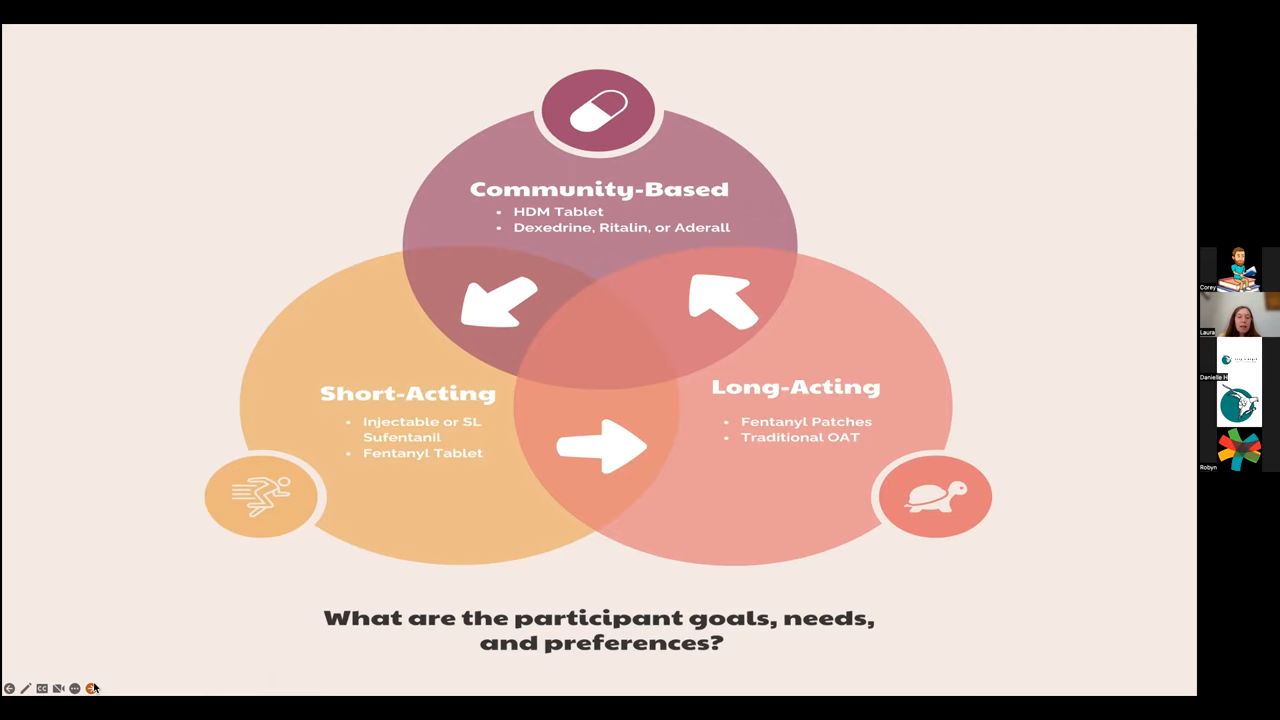 Community-Based
• HDM Tablet
• Dexedrine, Ritalin, or Aderall
Short-Acting
• Injectable or SL
Sufentanil
• Fentanyl Tablet
Long-Acting
• Fentanyl Patches
• Traditional OAT
What are the participant goals, needs,
and preferences?
Corey
Laura
Danielle H
Robyn
CC